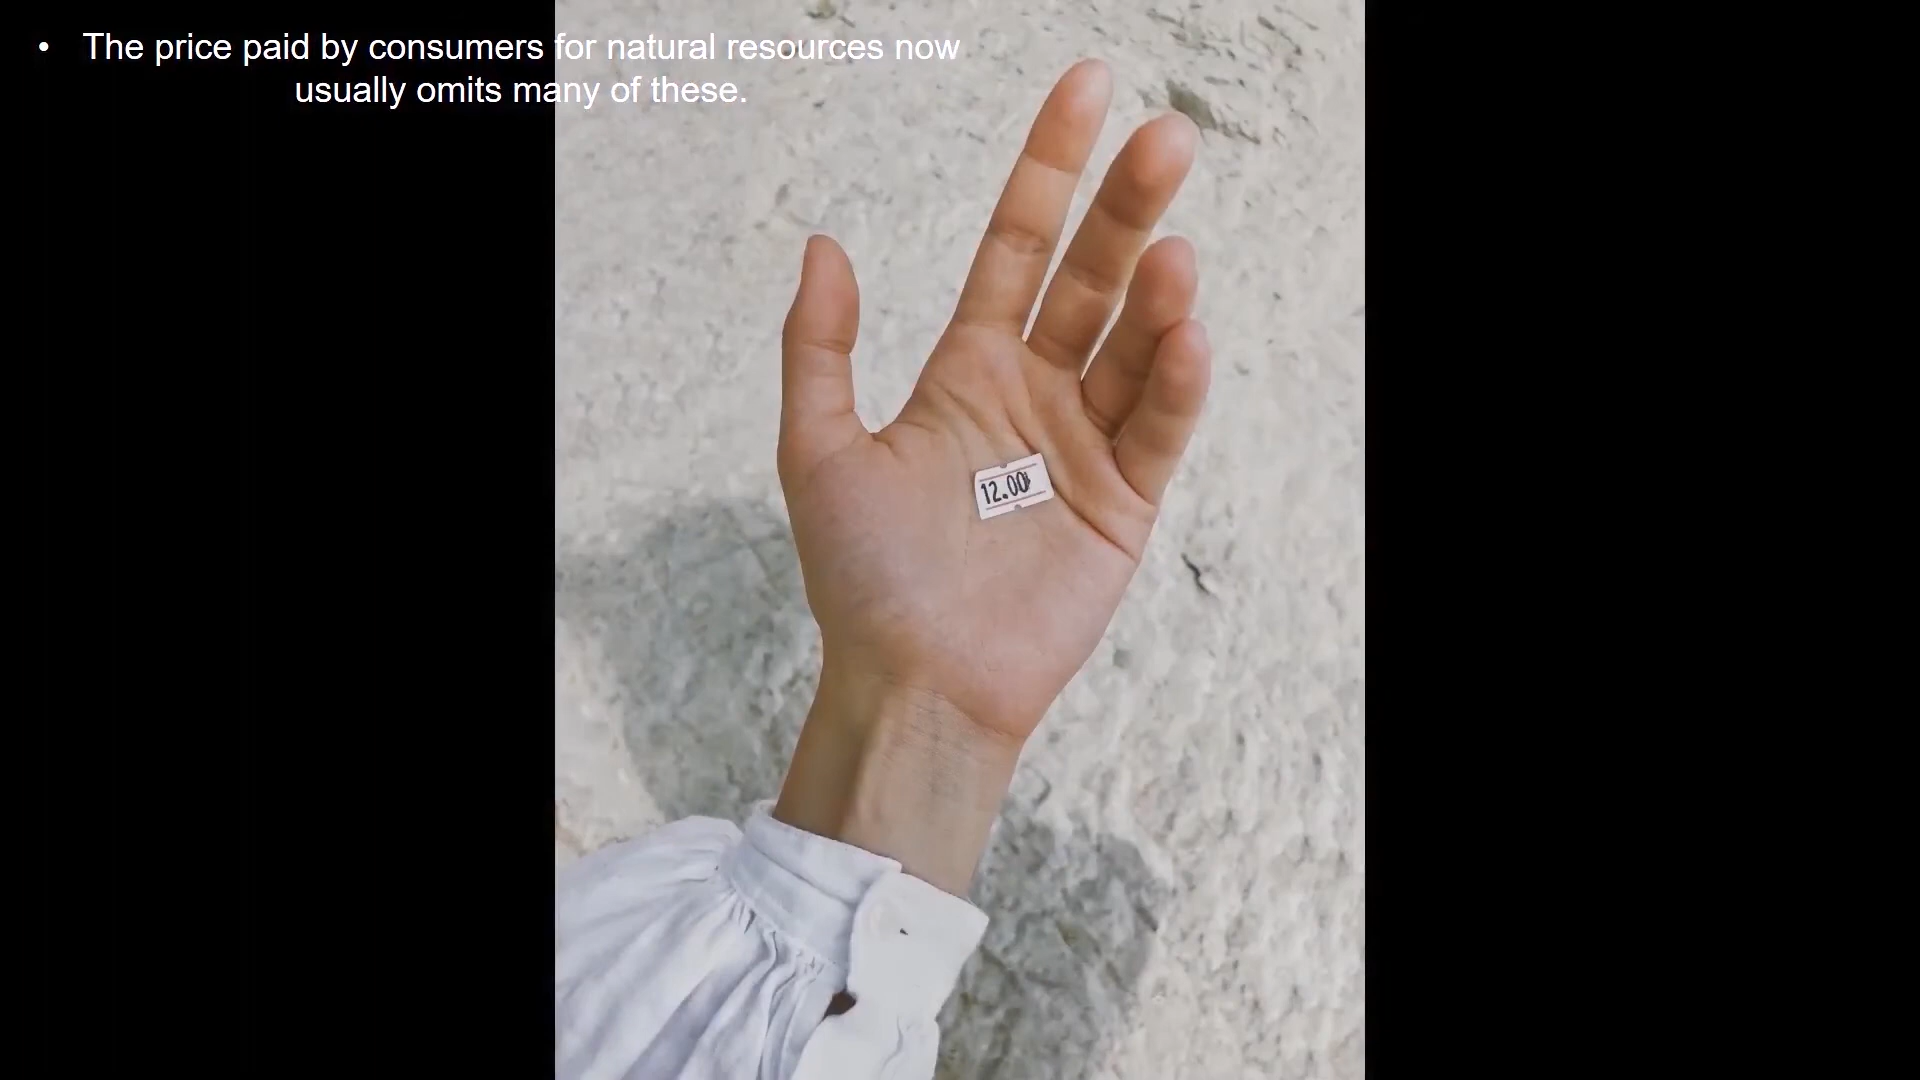 • The price paid by consumers for natural resources now
usually omits many of these.
12.00